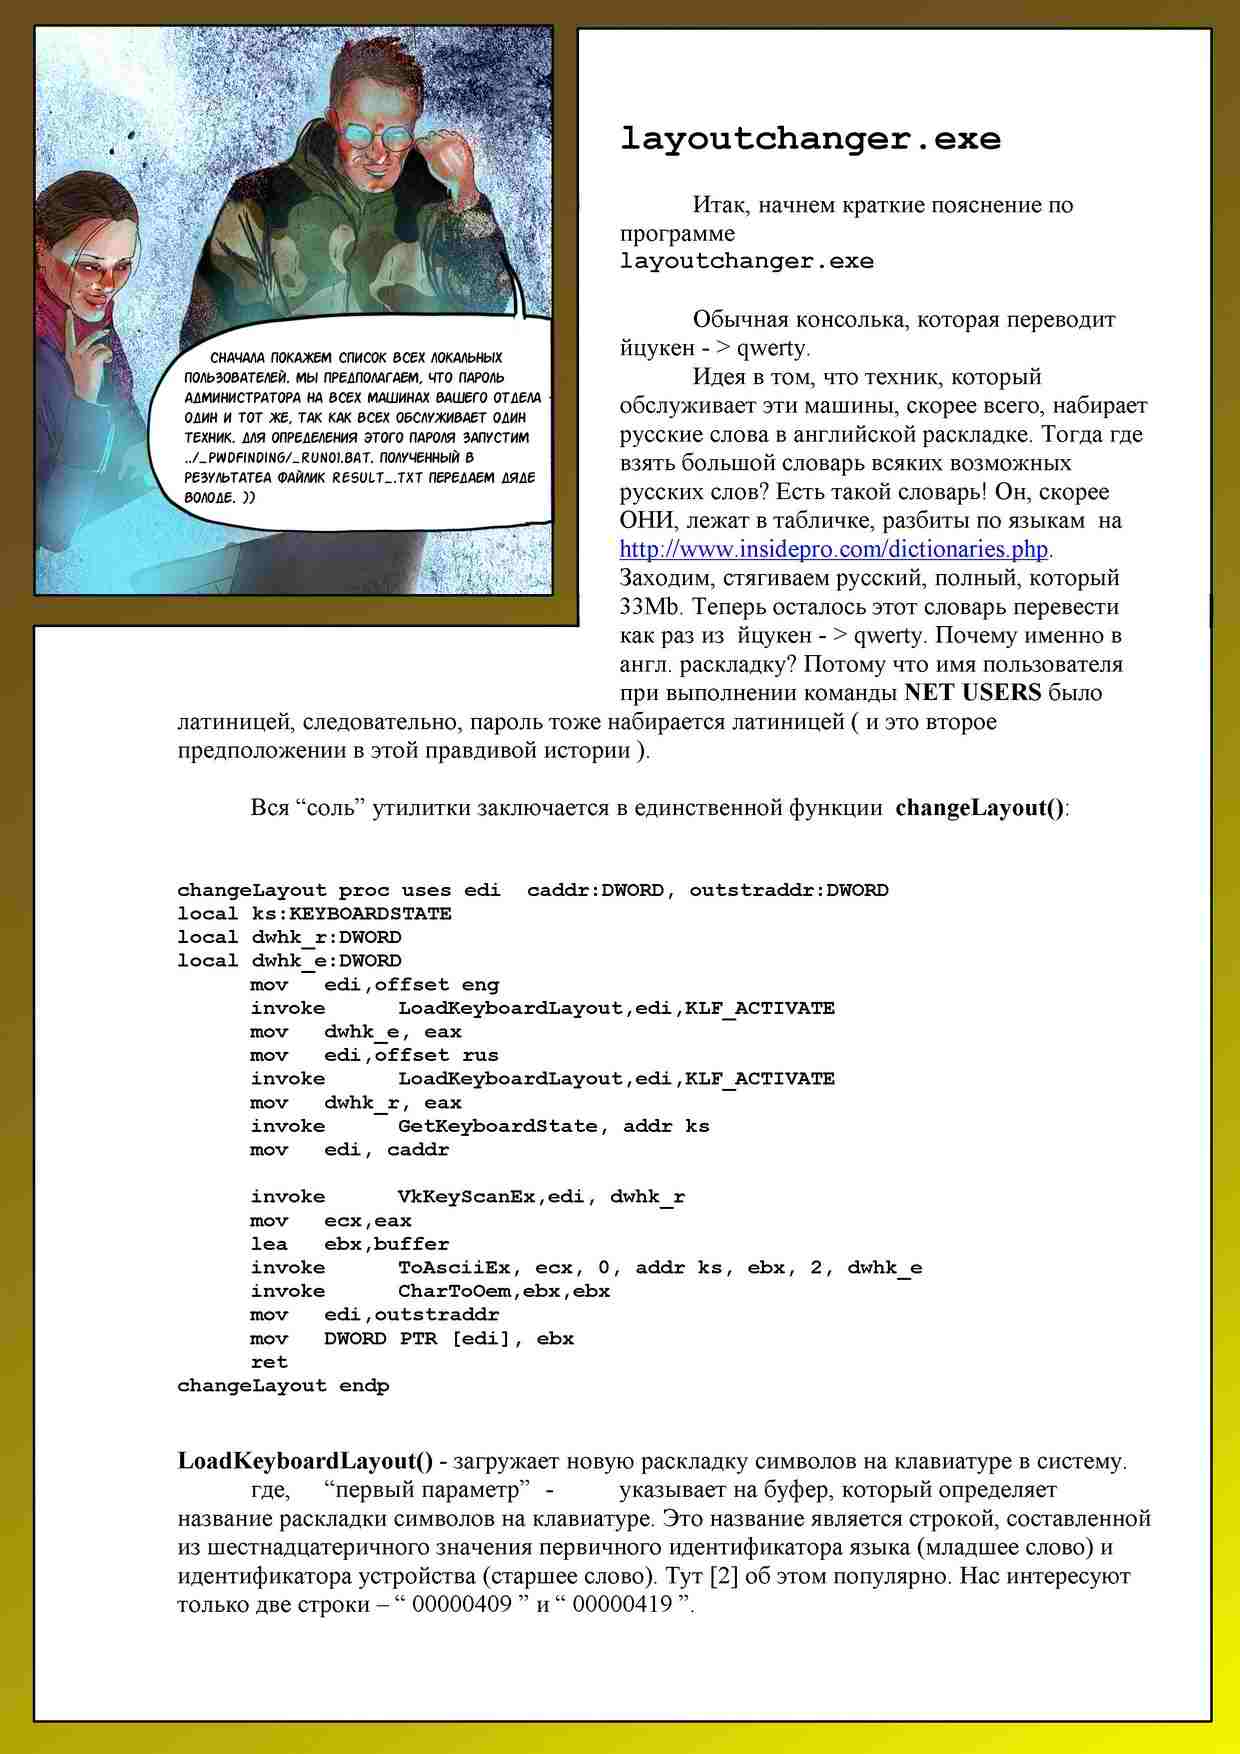 СНАЧАЛА ПОКАЖЕМ СПИСОК ВСЕХ ЛОКАЛЬНЫХ
ПОЛЬЗОВАТЕЛЕЙ. МЫ ПРЕДПОЛАГАЕМ, ЧТО ПАРОЛЬ
АДМИНИСТРАТОРА НА ВСЕХ МАШИНАХ ВАШЕГО ОТДЕЛА -
ОДИН И ТОТ ЖЕ, ТАК КАК ВСЕХ ОБСЛУЖИВАЕТ ОДИН
ТЕХНИК. ДЛЯ ОПРЕДЕЛЕНИЯ ЭТОГО ПАРОЛЯ ЗАПУСТИМ
../_PWDFINDING/_RUN01.BAT. ПОЛУЧЕННЫЙ В
РЕЗУЛЬТАТЕА ФАЙЛИК RESULT_.TXT ПЕРЕДАЕМ ДЯДЕ
ВОЛОДЕ. ))
layoutchanger.exe
Итак, начнем краткие пояснение по
программе
layoutchanger.exe
Обычная консолька, которая переводит
йцукен - > qwerty.
Идея в том, что техник, который
обслуживает эти машины, скорее всего, набирает
русские слова в английской раскладке. Тогда где
взять большой словарь всяких возможных
русских слов? Есть такой словарь! Он, скорее
ОНИ, лежат в табличке, разбиты по языкам  на
http://www.insidepro.com/dictionaries.php.
Заходим, стягиваем русский, полный, который
33Mb. Теперь осталось этот словарь перевести
как раз из  йцукен - > qwerty. Почему именно в
англ. раскладку? Потому что имя пользователя
при выполнении команды NET USERS было
латиницей, следовательно, пароль тоже набирается латиницей ( и это второе
предположении в этой правдивой истории ).
Вся “соль” утилитки заключается в единственной функции  changeLayout():
changeLayout proc uses edi  caddr:DWORD, outstraddr:DWORD
local ks:KEYBOARDSTATE
local dwhk_r:DWORD
local dwhk_e:DWORD
mov   edi,offset eng
invoke      LoadKeyboardLayout,edi,KLF_ACTIVATE
mov   dwhk_e, eax
mov   edi,offset rus
invoke      LoadKeyboardLayout,edi,KLF_ACTIVATE
mov   dwhk_r, eax
invoke      GetKeyboardState, addr ks
mov   edi, caddr
invoke      VkKeyScanEx,edi, dwhk_r
mov   ecx,eax
lea   ebx,buffer
invoke      ToAsciiEx, ecx, 0, addr ks, ebx, 2, dwhk_e
invoke      CharToOem,ebx,ebx
mov   edi,outstraddr
mov   DWORD PTR [edi], ebx
ret
changeLayout endp
LoadKeyboardLayout() - загружает новую раскладку символов на клавиатуре в систему.
где,     “первый параметр”  -          указывает на буфер, который определяет
название раскладки символов на клавиатуре. Это название является строкой, составленной
из шестнадцатеричного значения первичного идентификатора языка (младшее слово) и
идентификатора устройства (старшее слово). Тут [2] об этом популярно. Нас интересуют
только две строки – “ 00000409 ” и “ 00000419 ”.